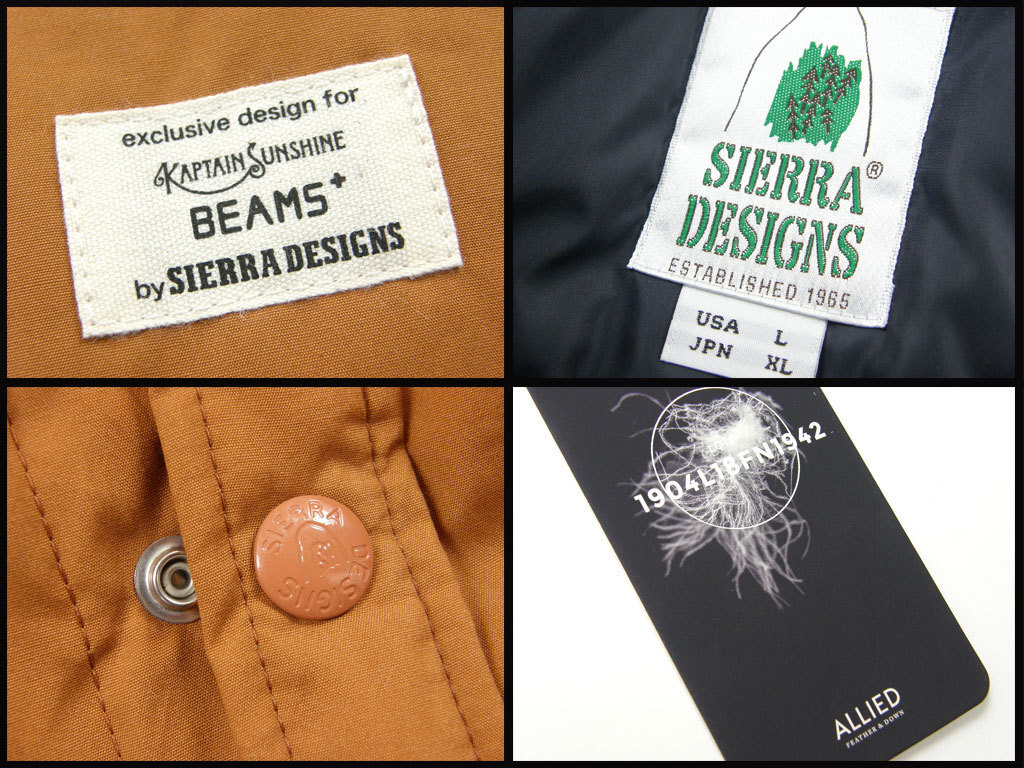 exclusive design for
KAPTAIN SUNSHINE
BEAMS+
by SIERRA DESIGNS
SIERRA
DESIGNS®
ESTABLISHED 1965
USA L
JPN XL
SIERRA DESIGNS
1904L18FN1942
ALLIED
FEATHER & DOWN